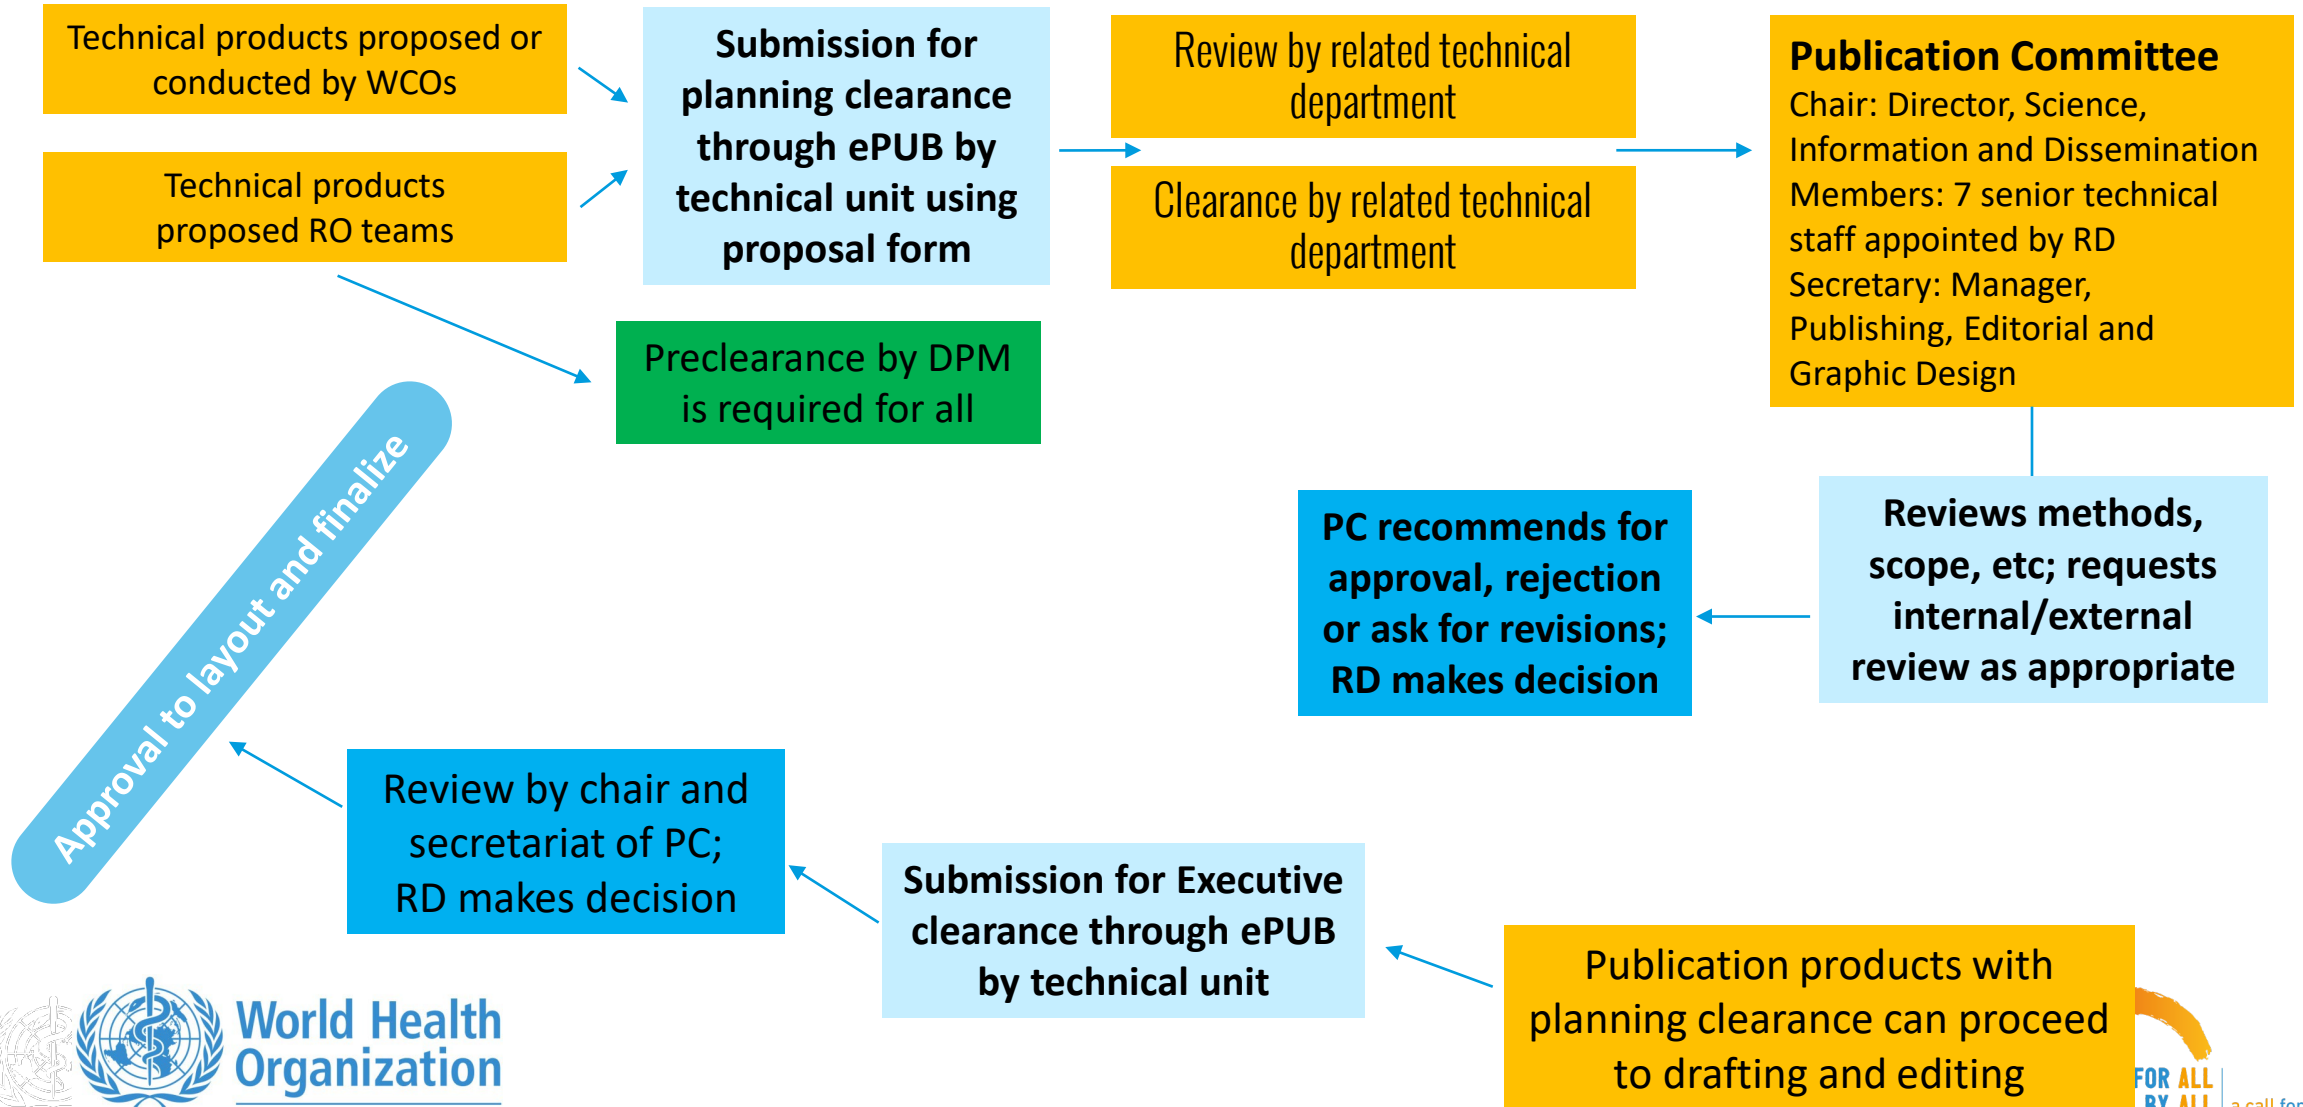 Technical products proposed or
conducted by WCOs
Technical products
proposed RO teams
Submission for
planning clearance
through ePUB by
technical unit using
proposal form
Preclearance by DPM
is required for all
Review by related technical
department
Clearance by related technical
department
Publication Committee
Chair: Director, Science,
Information and Dissemination
Members: 7 senior technical
staff appointed by RD
Secretary: Manager,
Publishing, Editorial and
Graphic Design
Reviews methods,
scope, etc; requests
internal/external
review as appropriate
PC recommends for
approval, rejection
or ask for revisions;
RD makes decision
Publication products with
planning clearance can proceed
to drafting and editing
Submission for Executive
clearance through ePUB
by technical unit
Review by chair and
secretariat of PC;
RD makes decision
Approval to layout and finalize
World Health
Organization
FOR ALL
BY ALL
a call for